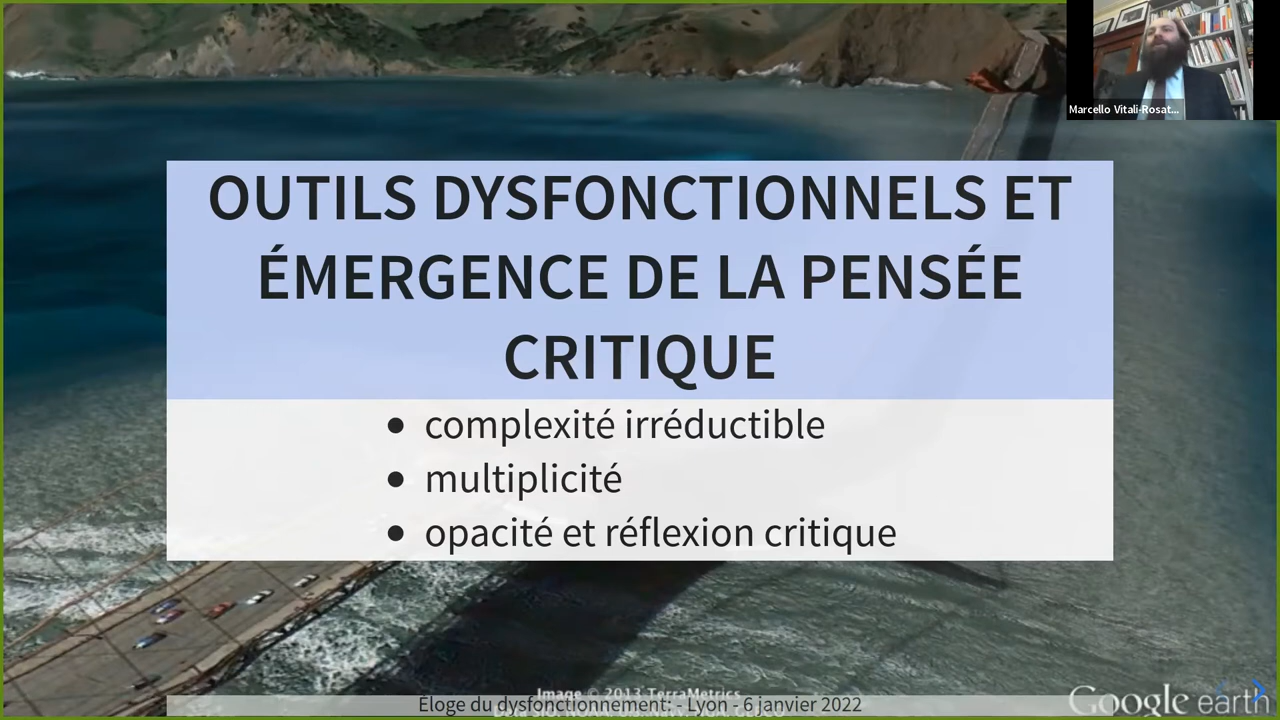 Marcello Vitali-Rosat...
OUTILS DYSFONCTIONNELS ET
ÉMERGENCE DE LA PENSÉE
CRITIQUE
• complexité irréductible
• multiplicité
• opacité et réflexion critique
Image © 2013 TerraMetrics
Éloge du dysfonctionnement: - Lyon - 6 janvier 2022
Google earth